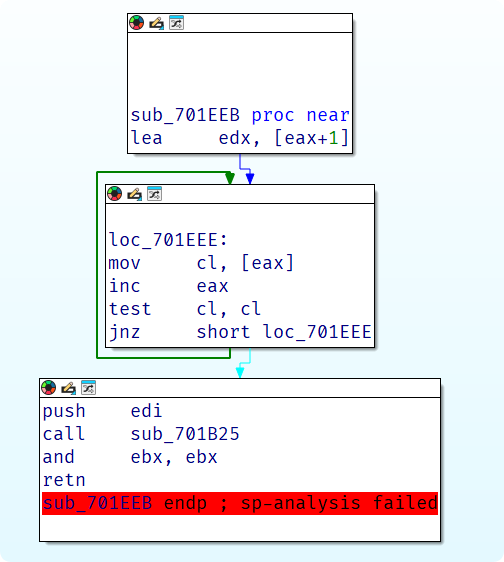 sub_701EEB proc near
lea     edx, [eax+1]
loc_701EEE:
mov     cl, [eax]
inc     eax
test    cl, cl
jnz     short loc_701EEE
push    edi
call    sub_701B25
and     ebx, ebx
retn
sub_701EEB endp ; sp-analysis failed